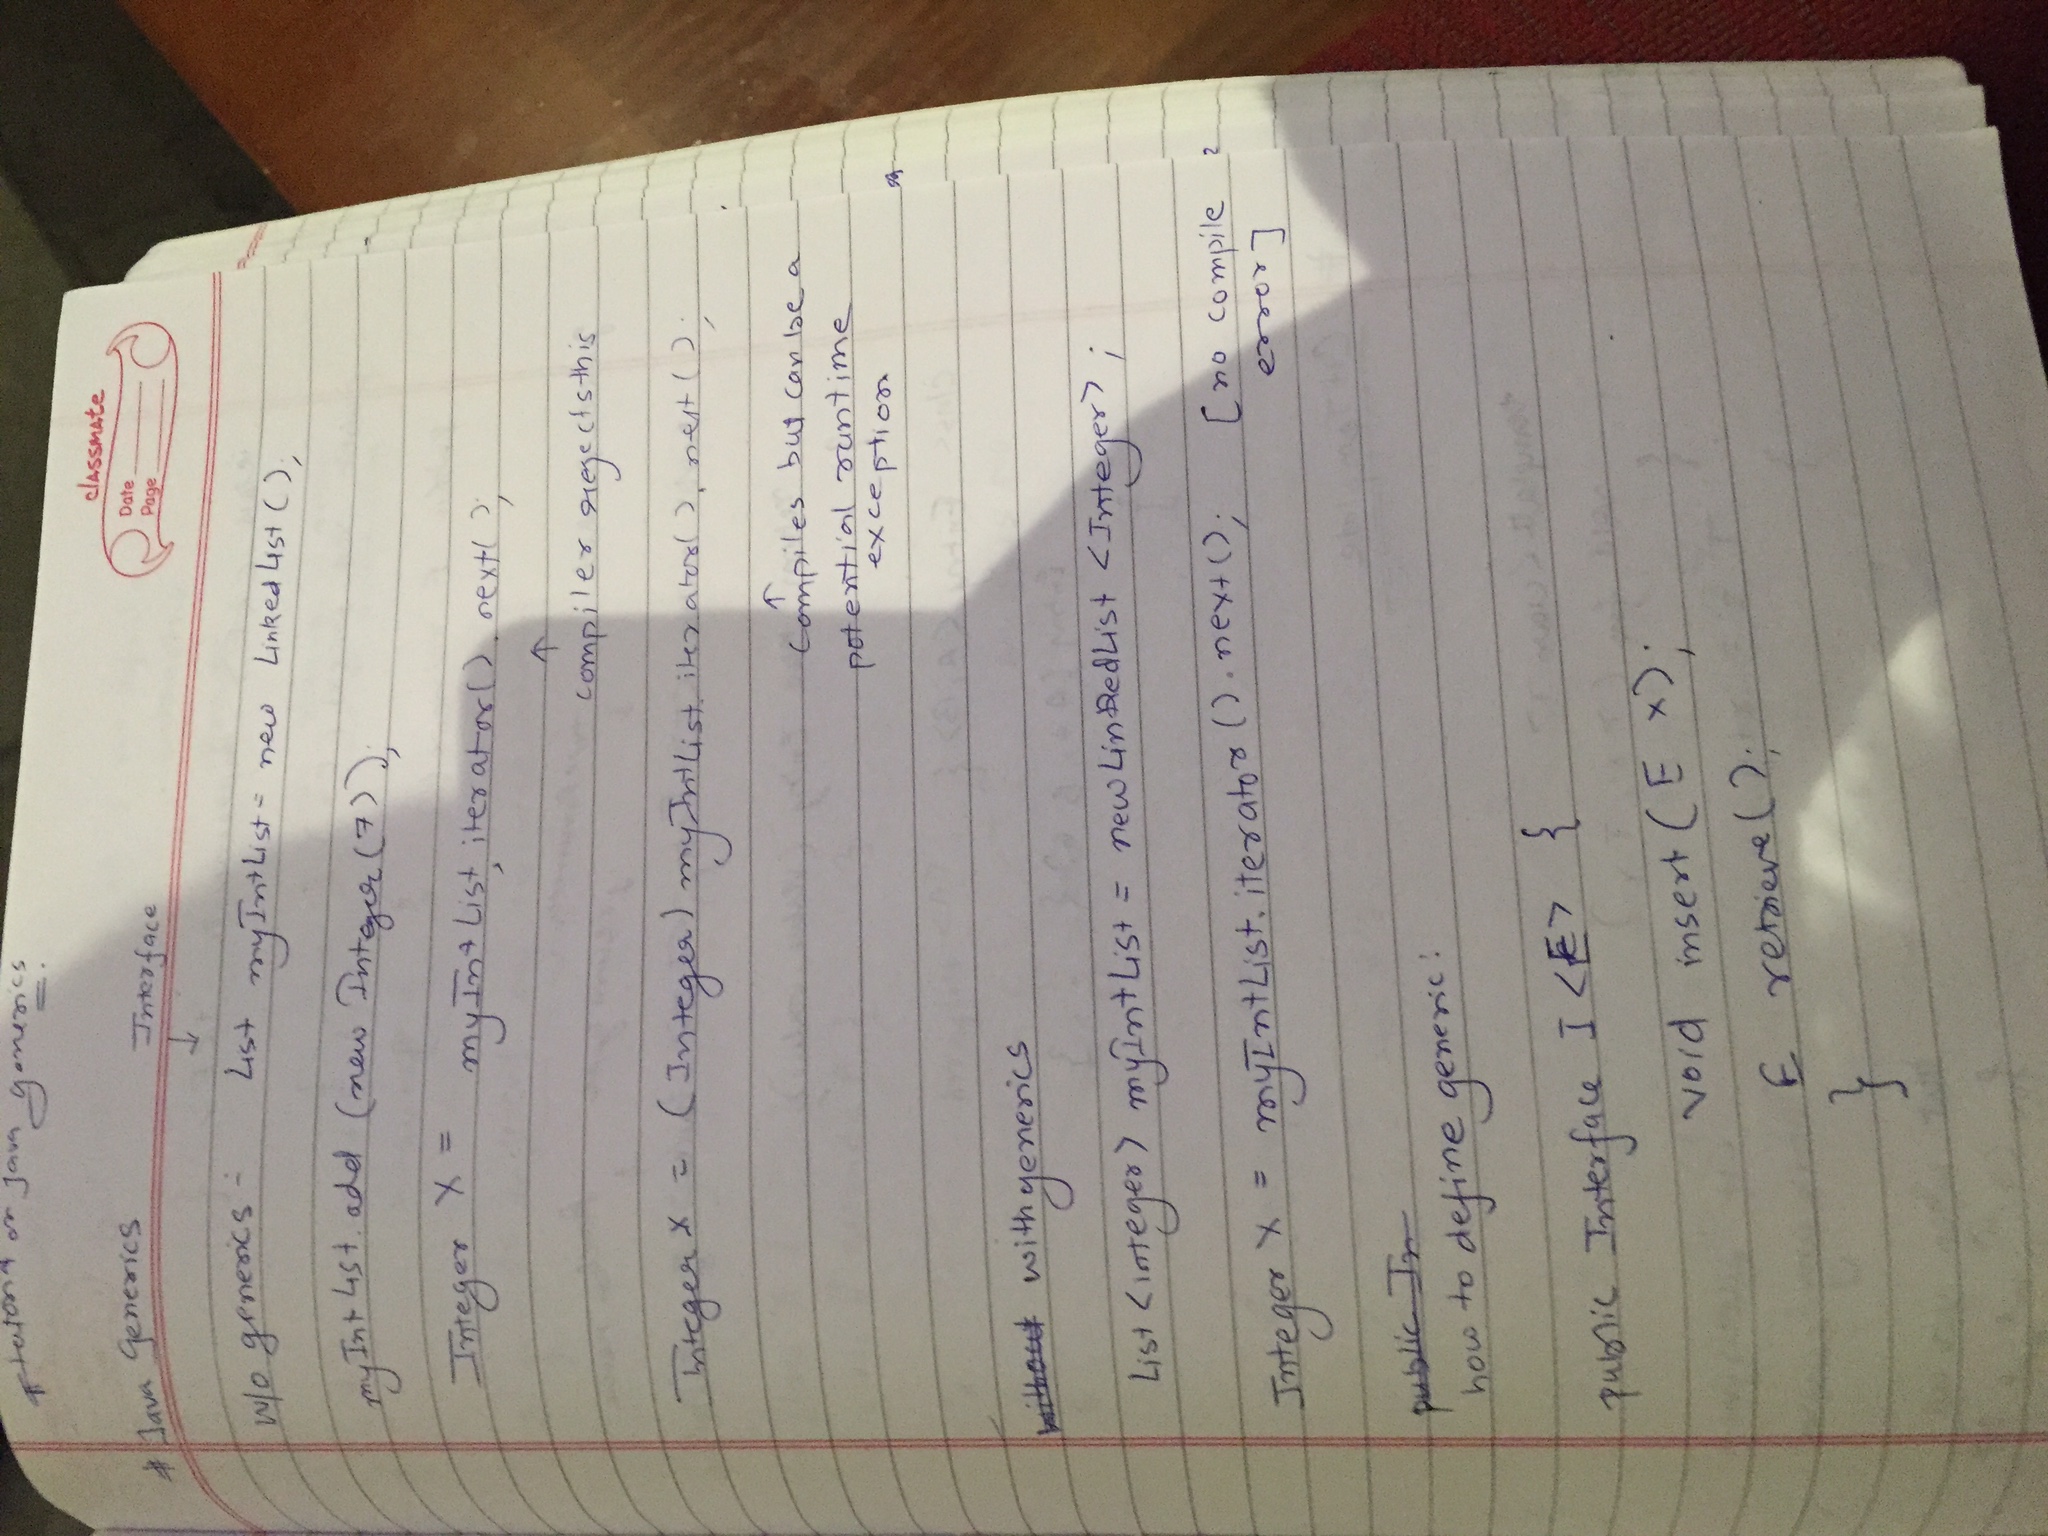 # Iterators on Java generics
classmate
Date
Page
# Java Generics Interface
↓
W/o generics:- List myIntList = new LinkedList();
myIntList.add (new Integer(7));
Integer X = myIntList.iterator().next();
↑
compiler rejects this
Integer X = (Integer) myIntList.iterator().next();
↑
Compiles but can be a
potential runtime
exception
without with generics
List <integer> myIntList = new LinkedList <Integer>;
Integer X = myIntList.iterator().next(); [no compile
error]
public In
how to define generic:
public Interface I <E> {
void insert (E x);
E retrieve();
}